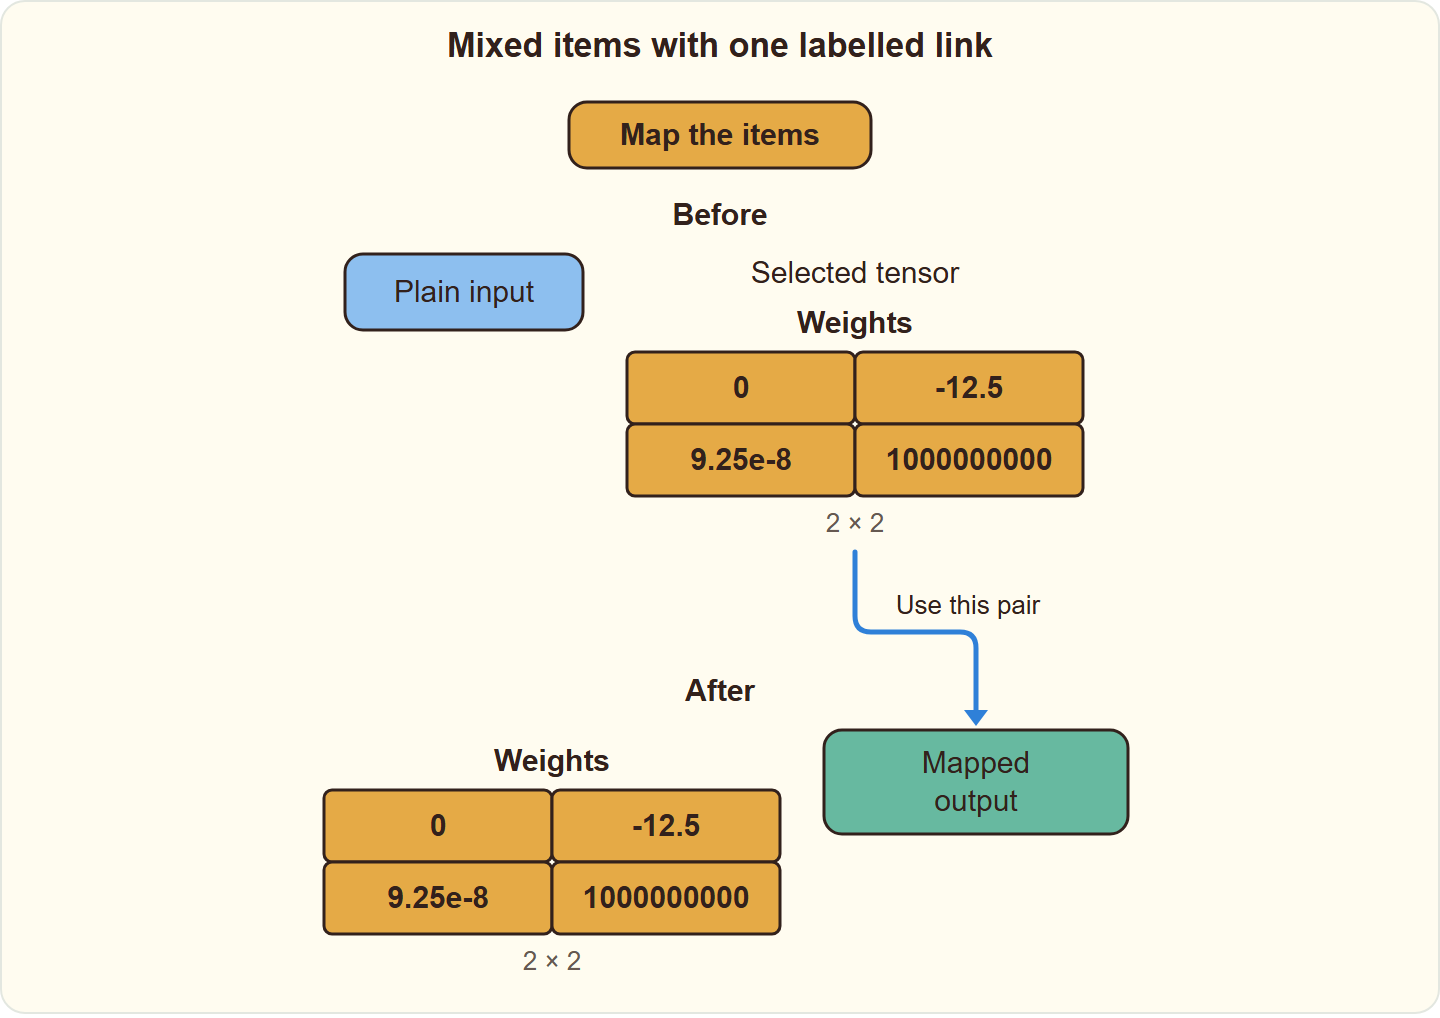 Mixed items with one labelled link
Map the items
Before
Plain input
Selected tensor
Weights
0 -12.5
9.25e-8 1000000000
2 × 2
Use this pair
After
Weights
0 -12.5
9.25e-8 1000000000
2 × 2
Mapped
output